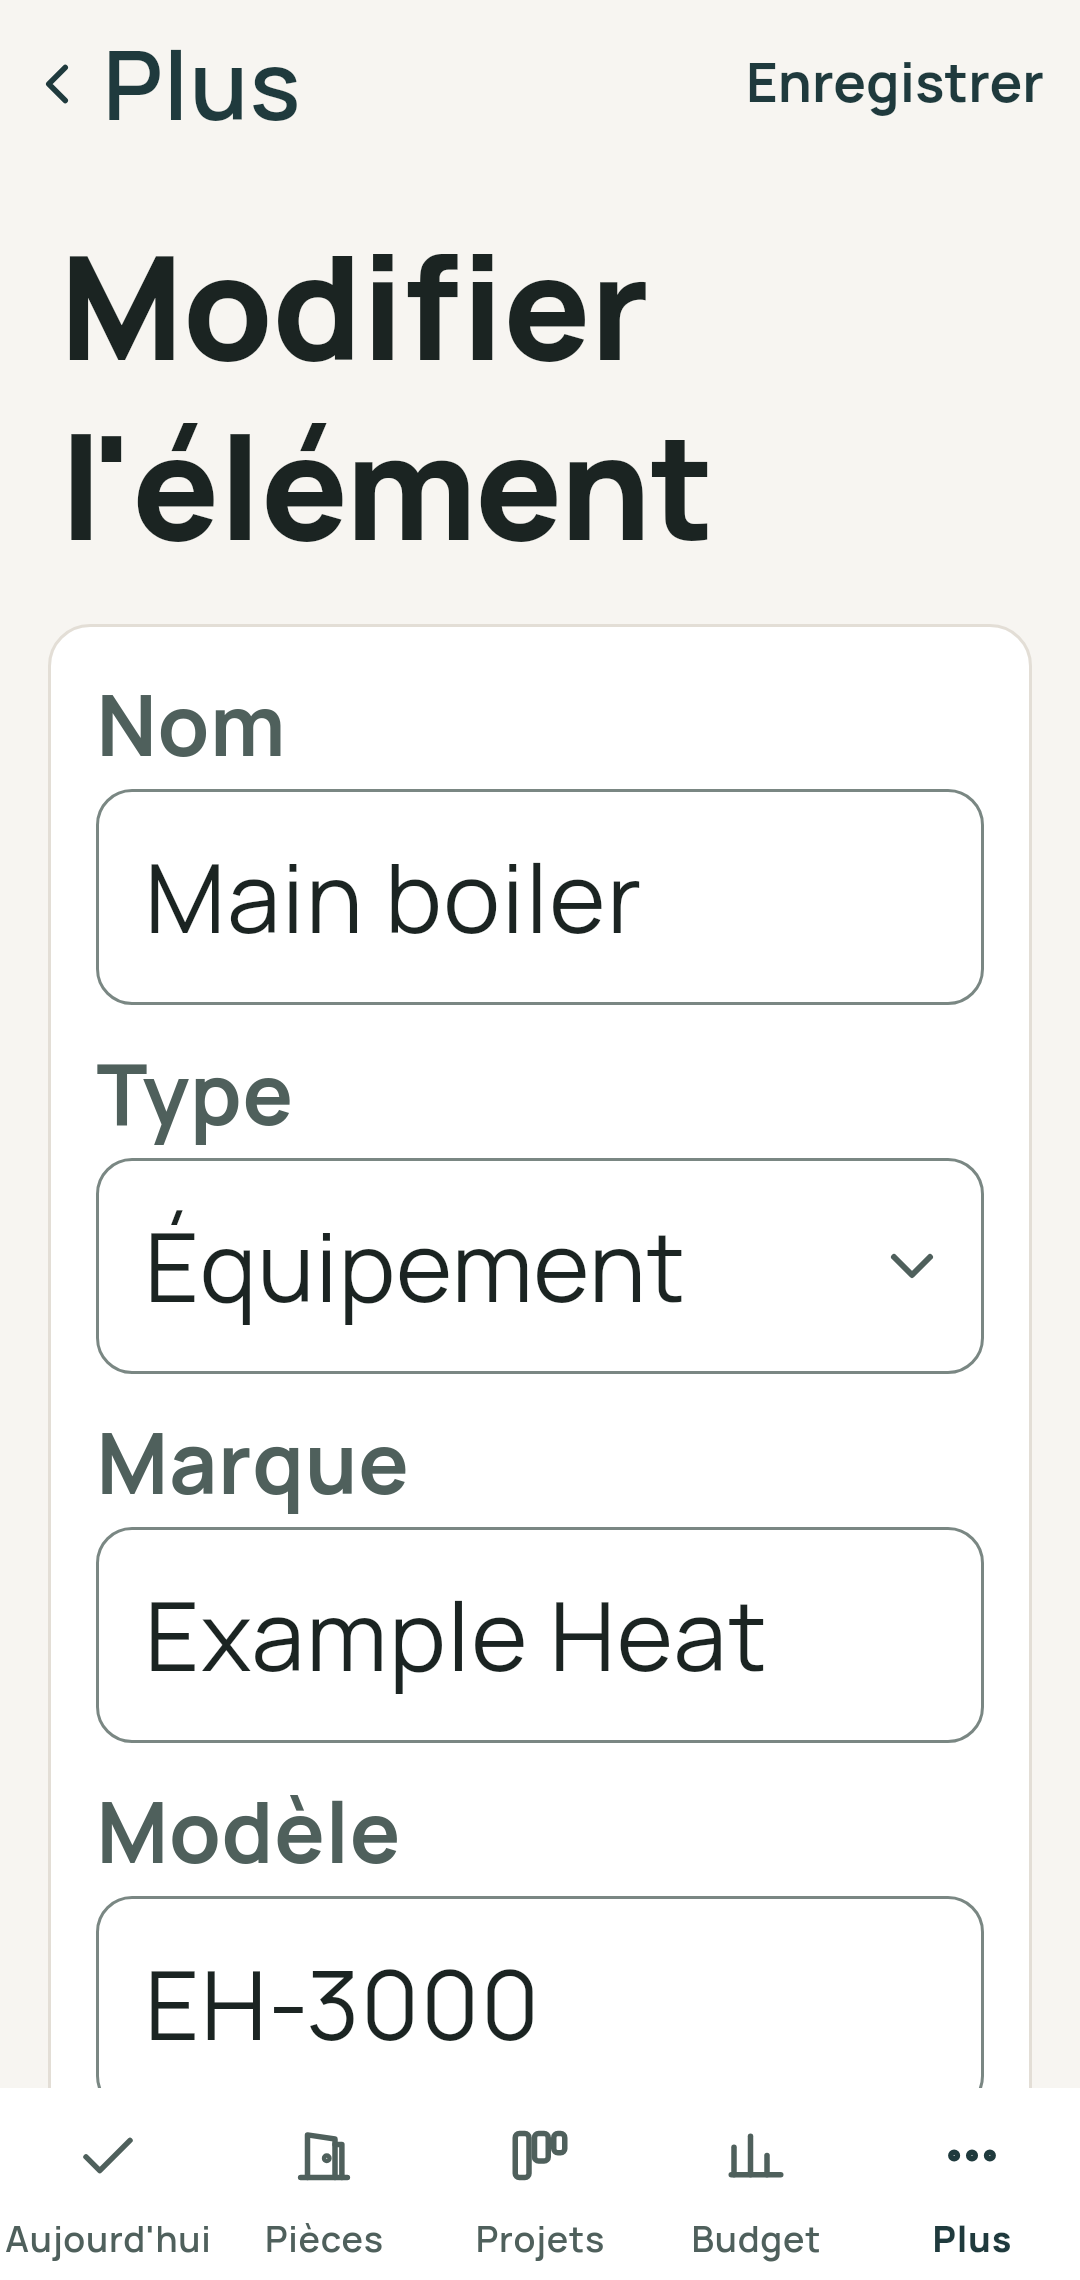 Plus
Enregistrer
Modifier
l'élément
Nom
Main boiler
Type
Équipement
Marque
Example Heat
Modèle
EH-3000
Aujourd'hui
Pièces
Projets
Budget
Plus